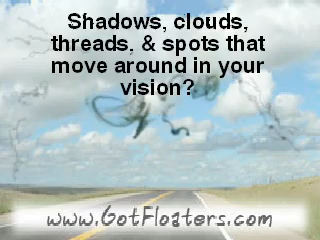 Shadows, clouds,
threads, & spots that
move around in your
vision?
www.GotFloaters.com